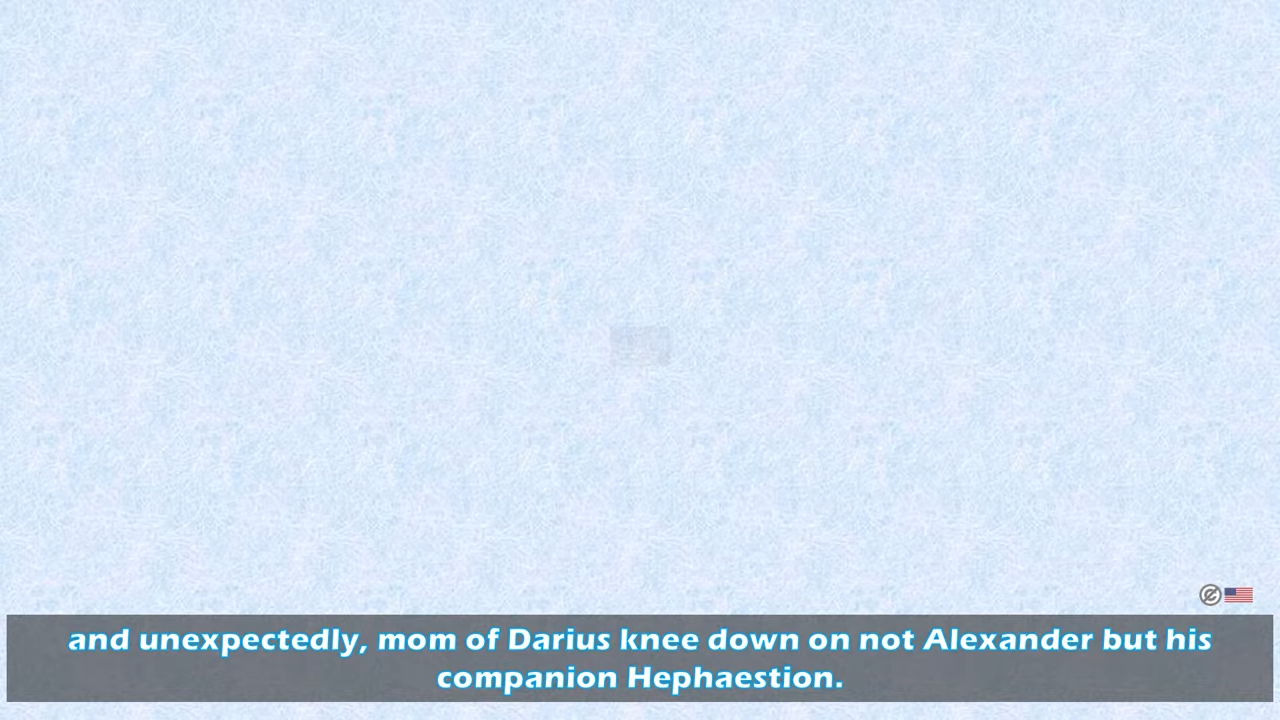 and unexpectedly, mom of Darius knee down on not Alexander but his
companion Hephaestion.